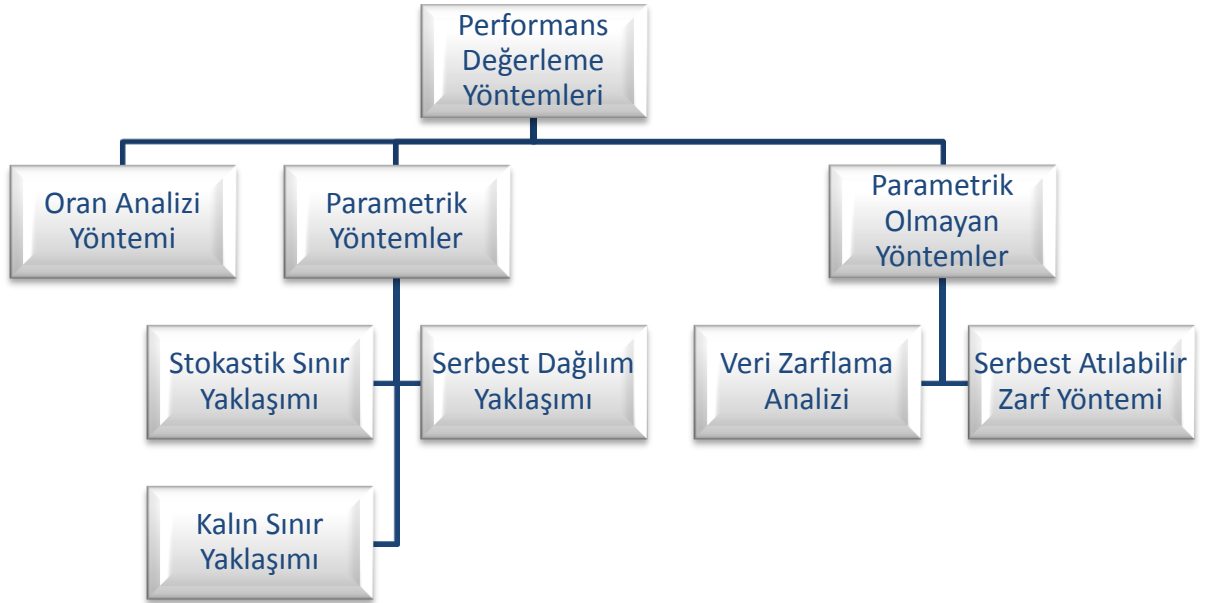 Performans
Değerleme
Yöntemleri
Oran Analizi
Yöntemi
Parametrik
Yöntemler
Parametrik
Olmayan
Yöntemler
Stokastik Sınır
Yaklaşımı
Serbest Dağılım
Yaklaşımı
Veri Zarflama
Analizi
Serbest Atılabilir
Zarf Yöntemi
Kalın Sınır
Yaklaşımı